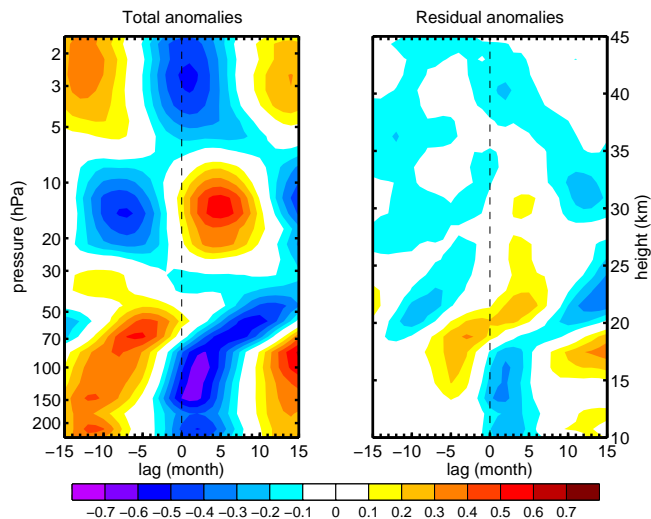 Total anomalies
Residual anomalies
2
3
5
10
20
30
50
70
100
150
200
pressure (hPa)
−15 −10 −5 0 5 10 15
lag (month)
45
40
35
30
25
20
15
10
height (km)
−15 −10 −5 0 5 10 15
lag (month)
−0.7 −0.6 −0.5 −0.4 −0.3 −0.2 −0.1 0 0.1 0.2 0.3 0.4 0.5 0.6 0.7